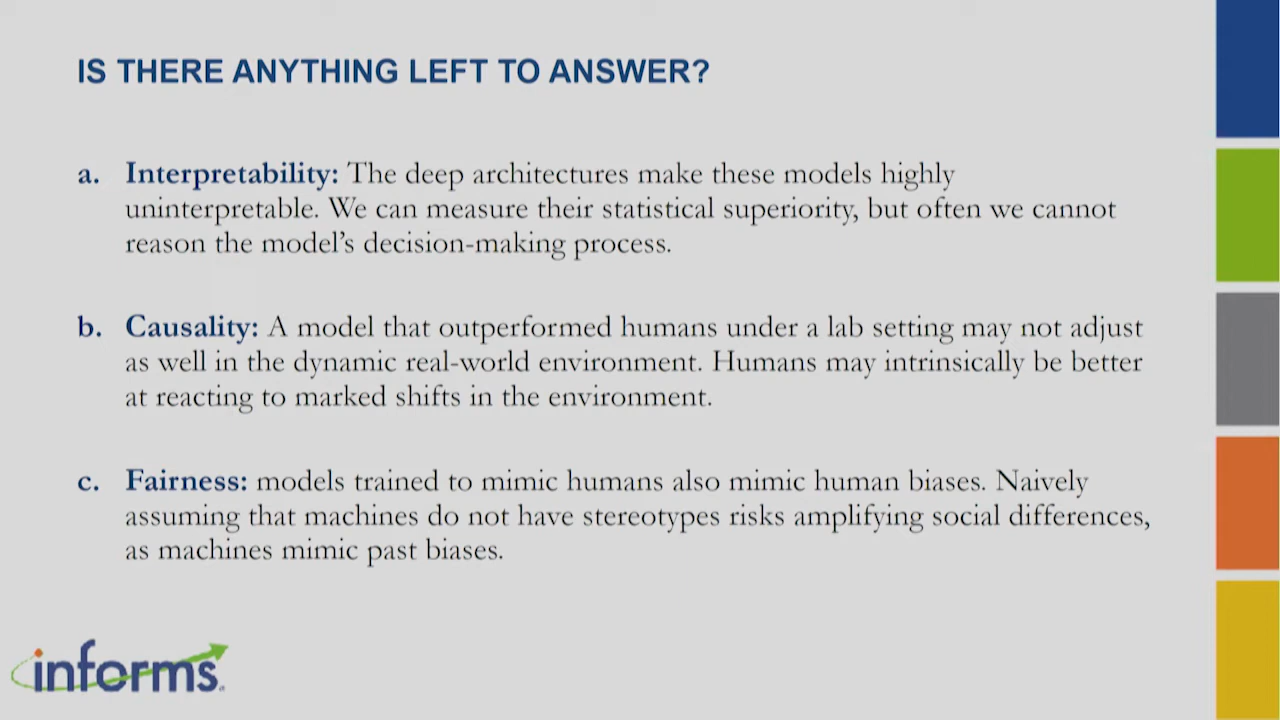 IS THERE ANYTHING LEFT TO ANSWER?
a. Interpretability: The deep architectures make these models highly
uninterpretable. We can measure their statistical superiority, but often we cannot
reason the model’s decision-making process.
b. Causality: A model that outperformed humans under a lab setting may not adjust
as well in the dynamic real-world environment. Humans may intrinsically be better
at reacting to marked shifts in the environment.
c. Fairness: models trained to mimic humans also mimic human biases. Naively
assuming that machines do not have stereotypes risks amplifying social differences,
as machines mimic past biases.
informs